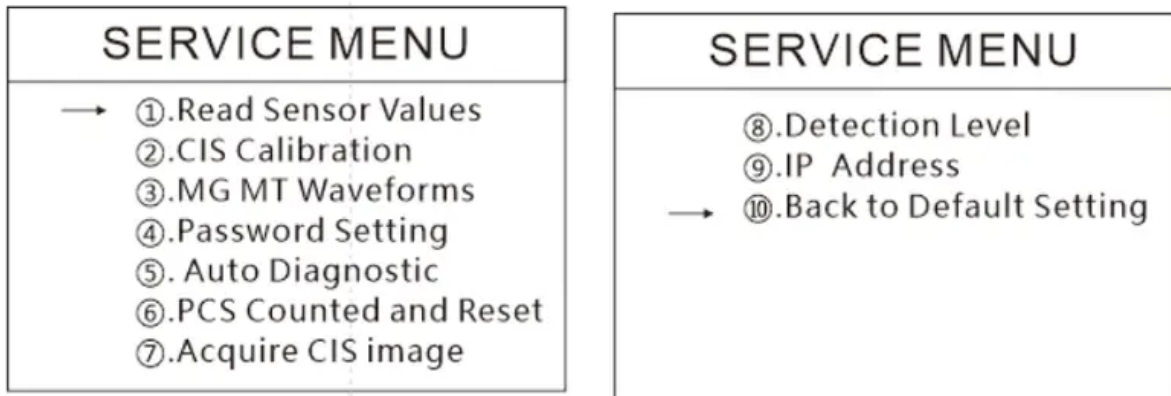 SERVICE MENU
→ ①.Read Sensor Values
②.CIS Calibration
③.MG MT Waveforms
④.Password Setting
⑤. Auto Diagnostic
⑥.PCS Counted and Reset
⑦.Acquire CIS image
SERVICE MENU
⑧.Detection Level
⑨.IP Address
→ ⑩.Back to Default Setting